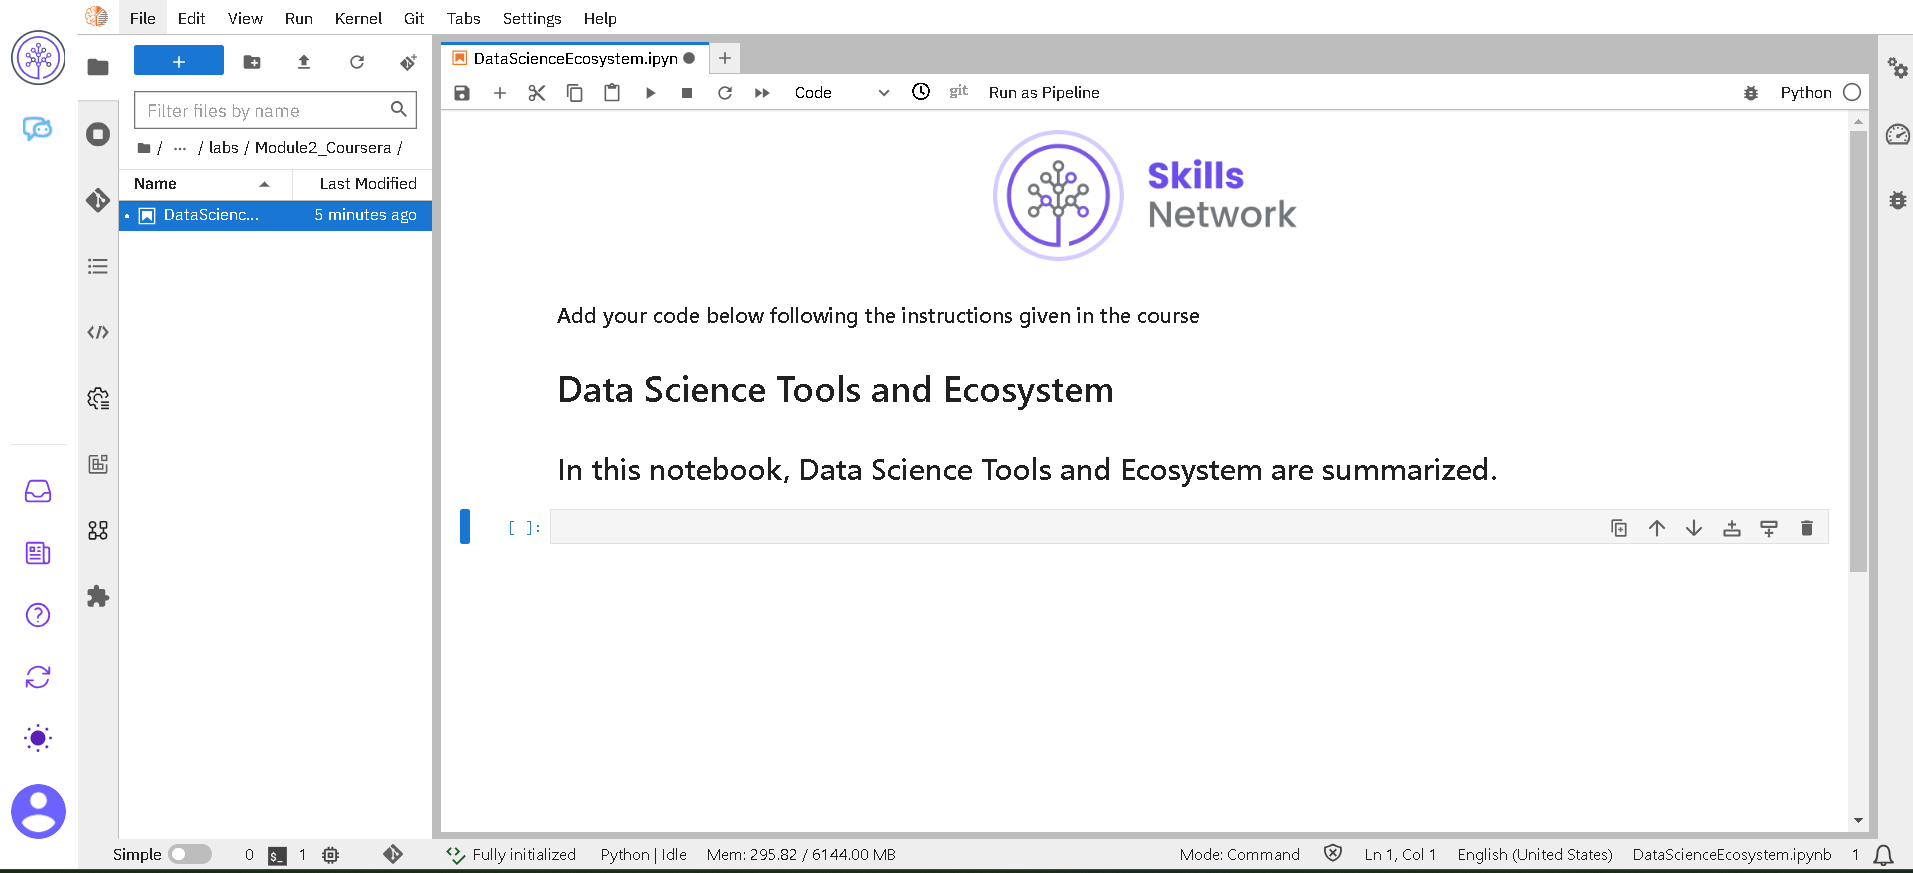 File Edit View Run Kernel Git Tabs Settings Help
+
DataScienceEcosystem.ipyn
+
Filter files by name
Code
git
Run as Pipeline
Python
/ ... / labs / Module2_Coursera /
Name
Last Modified
DataScienc...
5 minutes ago
Skills
Network
Add your code below following the instructions given in the course
Data Science Tools and Ecosystem
In this notebook, Data Science Tools and Ecosystem are summarized.
[ ]:
Simple
0
$_
1
Fully initialized
Python | Idle
Mem: 295.82 / 6144.00 MB
Mode: Command
Ln 1, Col 1
English (United States)
DataScienceEcosystem.ipynb
1